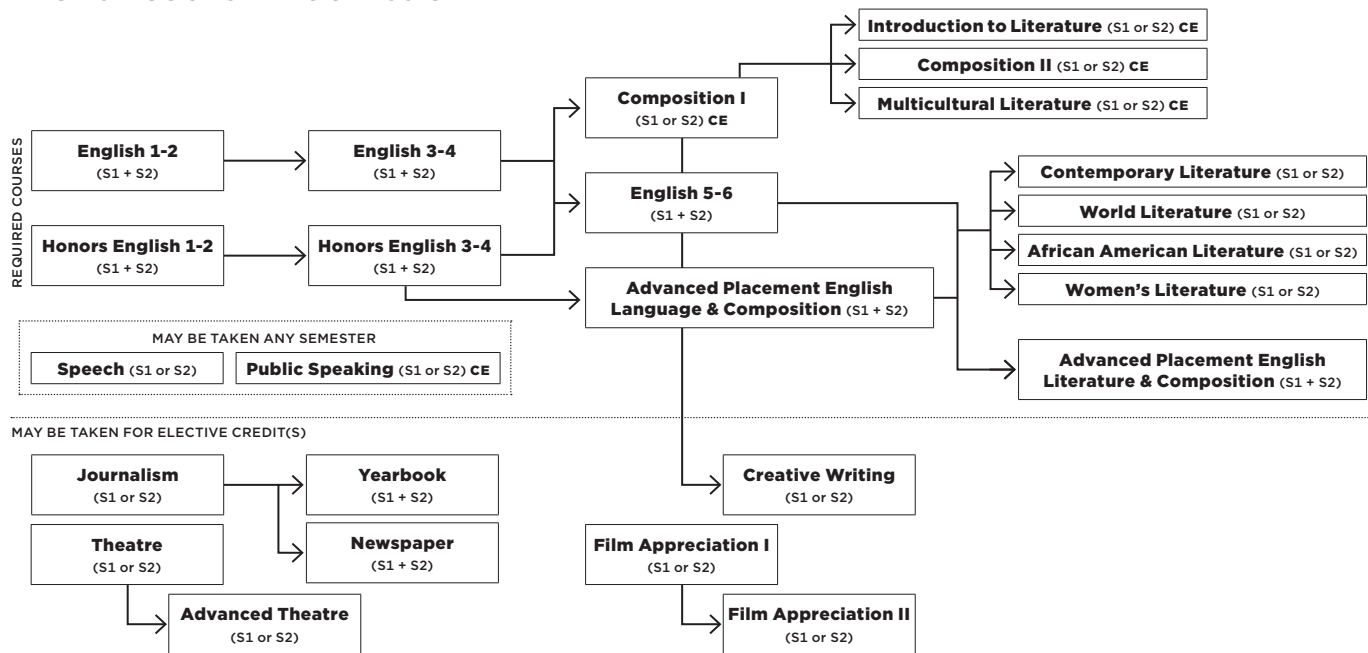 Introduction to Literature (S1 or S2) CE
Composition II (S1 or S2) CE
Multicultural Literature (S1 or S2) CE
Composition I
(S1 or S2) CE
REQUIRED COURSES
English 1-2
(S1 + S2)
English 3-4
(S1 + S2)
English 5-6
(S1 + S2)
Honors English 1-2
(S1 + S2)
Honors English 3-4
(S1 + S2)
Advanced Placement English
Language & Composition (S1 + S2)
Contemporary Literature (S1 or S2)
World Literature (S1 or S2)
African American Literature (S1 or S2)
Women's Literature (S1 or S2)
Advanced Placement English
Literature & Composition (S1 + S2)
MAY BE TAKEN ANY SEMESTER
Speech (S1 or S2)
Public Speaking (S1 or S2) CE
MAY BE TAKEN FOR ELECTIVE CREDIT(S)
Journalism
(S1 or S2)
Yearbook
(S1 + S2)
Creative Writing
(S1 or S2)
Theatre
(S1 or S2)
Newspaper
(S1 + S2)
Film Appreciation I
(S1 or S2)
Advanced Theatre
(S1 or S2)
Film Appreciation II
(S1 or S2)